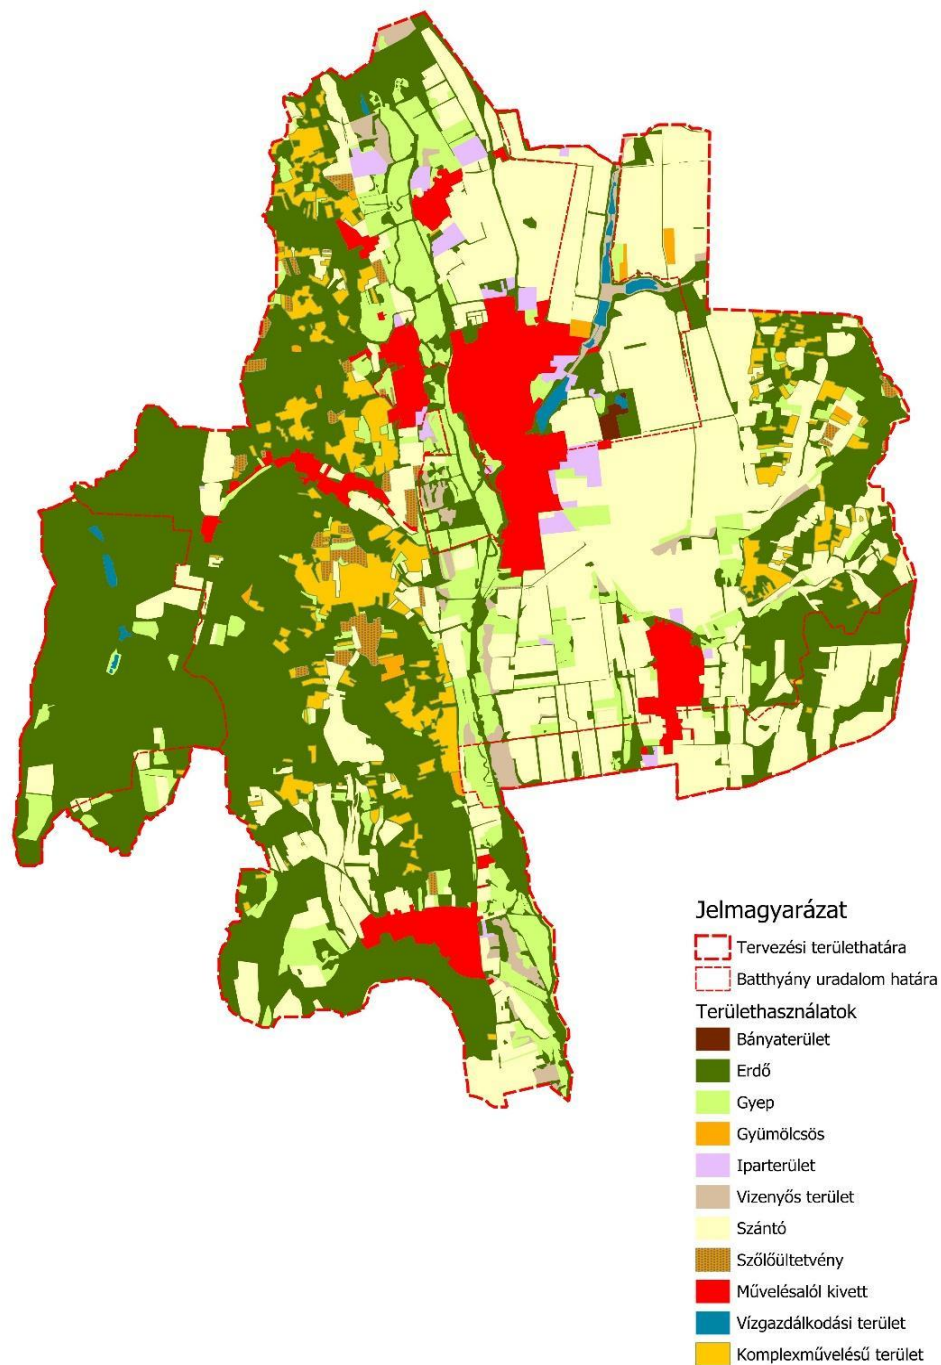 Jelmagyarázat
Tervezési területhatára
Batthyány uradalom határa
Területhasználatok
Bányaterület
Erdő
Gyep
Gyümölcsös
Iparterület
Vizenyős terület
Szántó
Szőlőültetvény
Művelésalól kivett
Vízgazdálkodási terület
Komplexművelésű terület